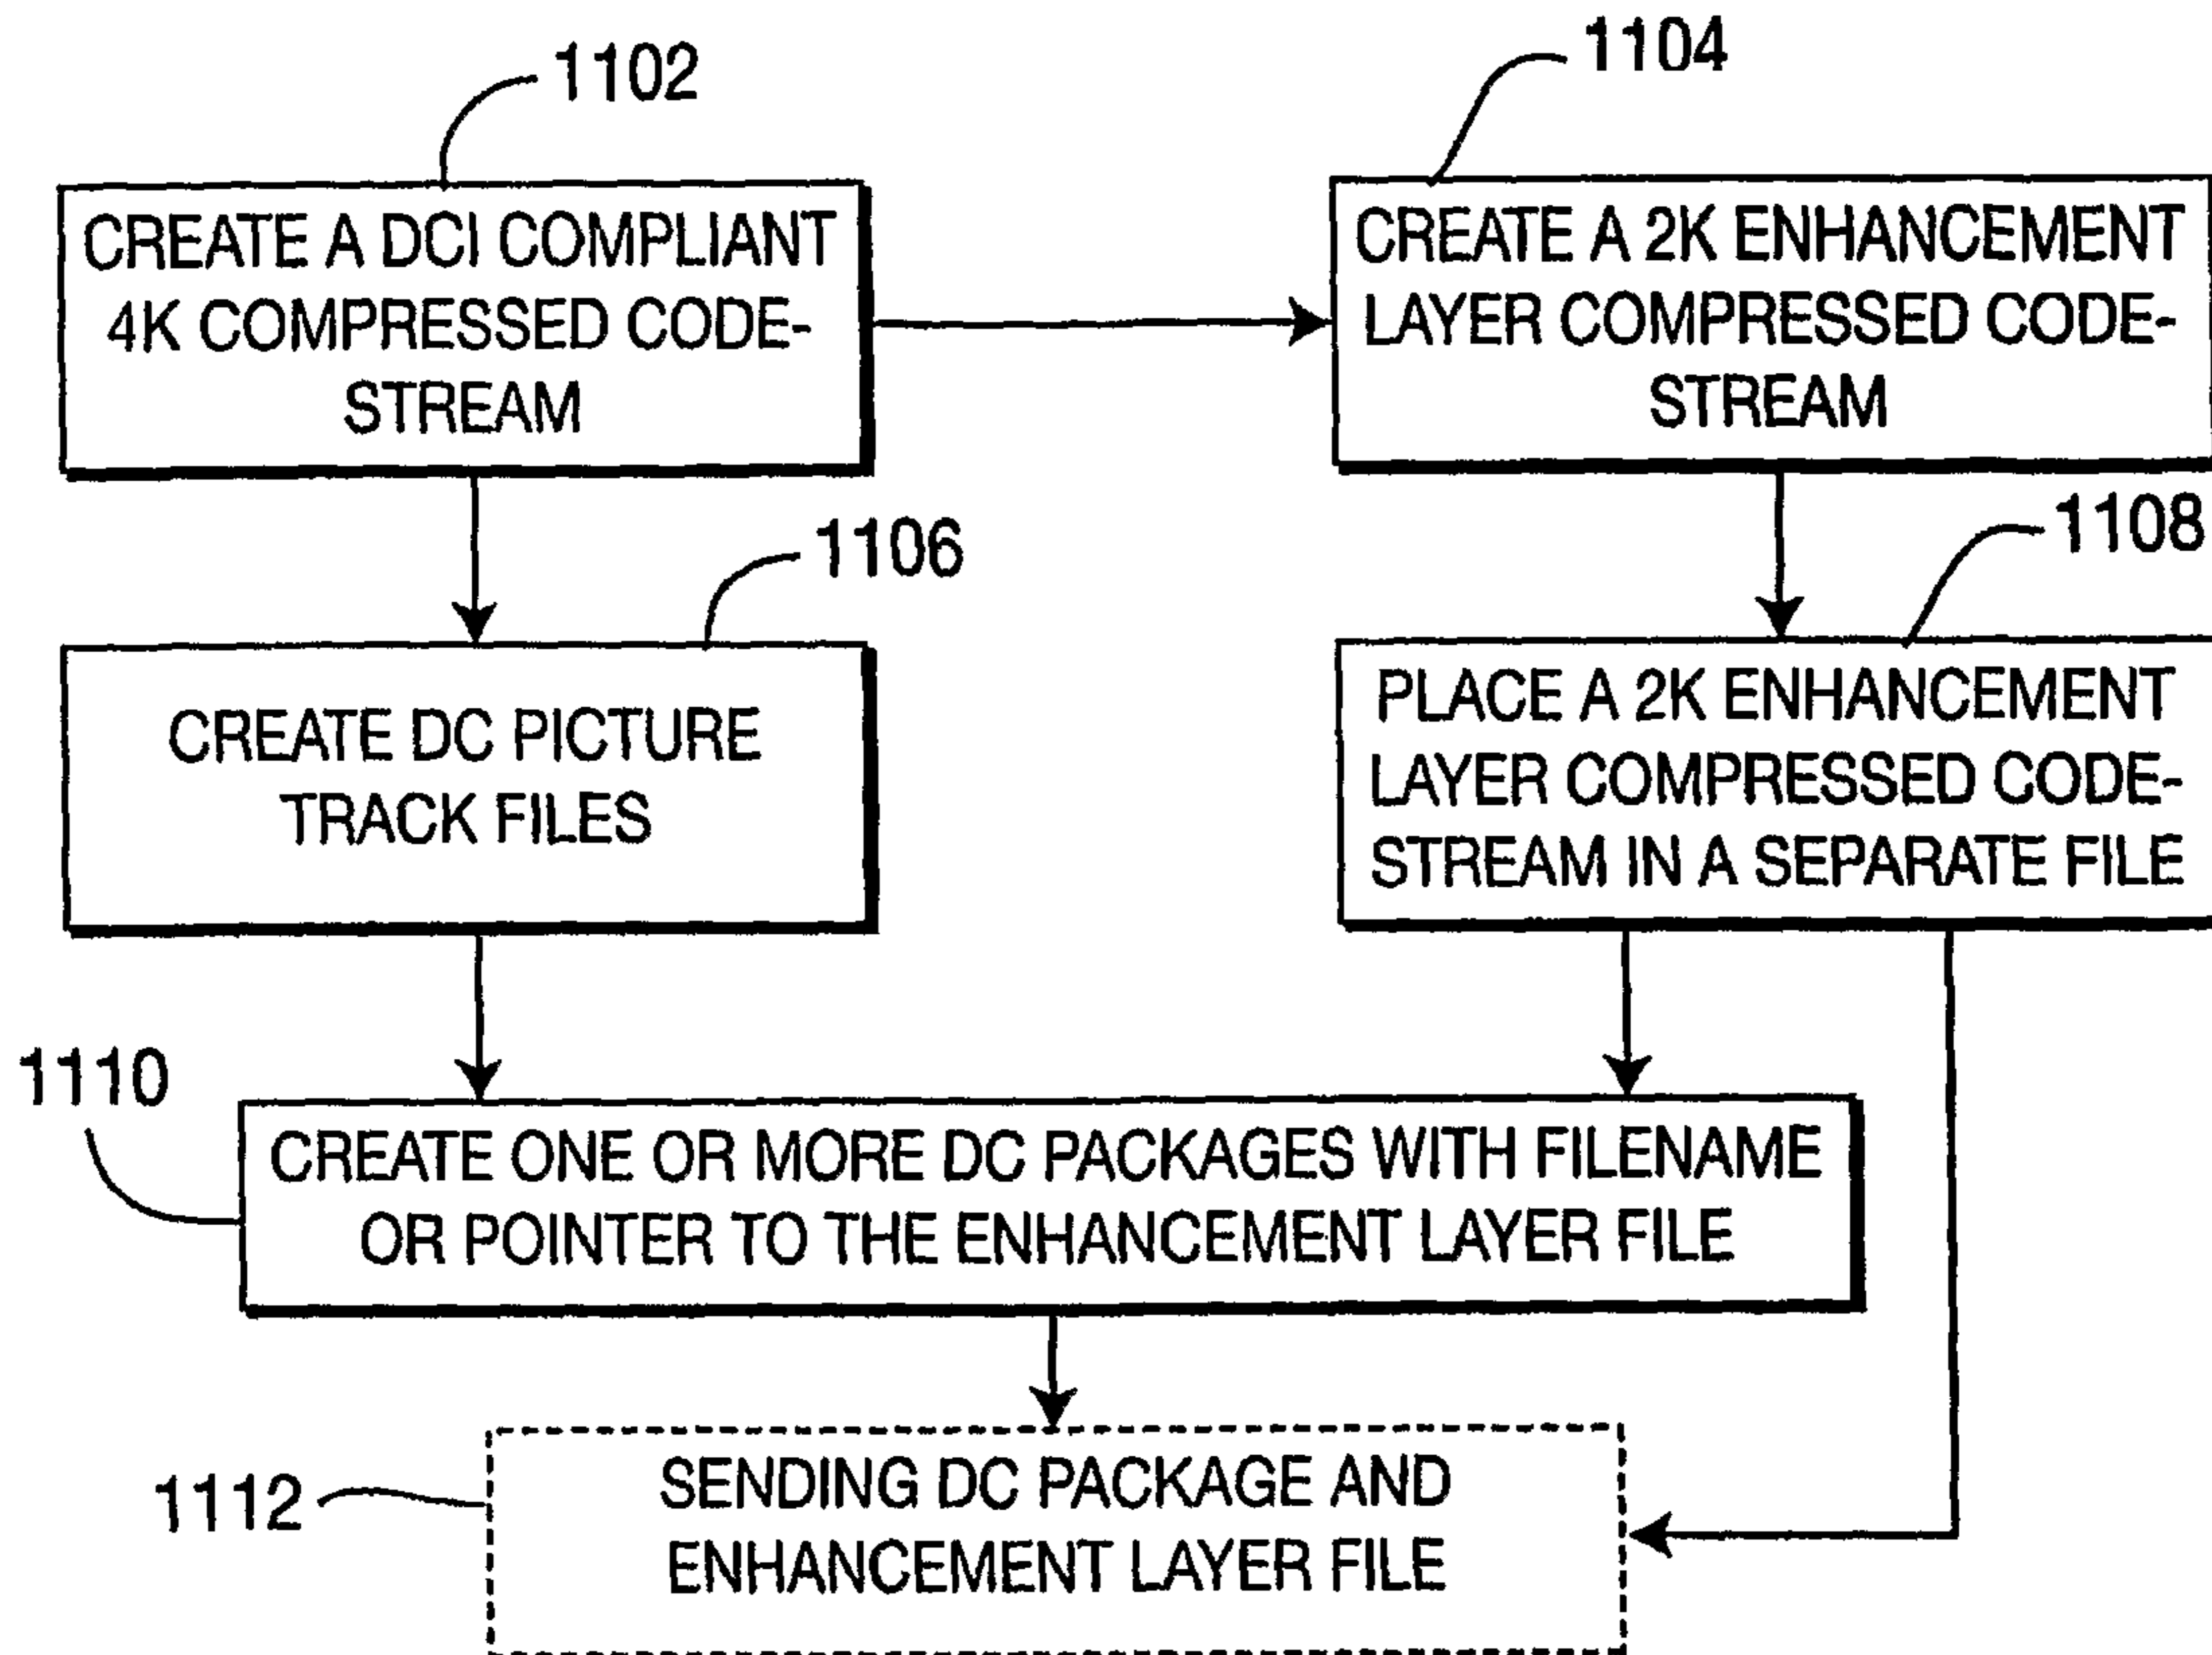 1102
1104
CREATE A DCI COMPLIANT
4K COMPRESSED CODE-
STREAM
CREATE A 2K ENHANCEMENT
LAYER COMPRESSED CODE-
STREAM
1106
1108
CREATE DC PICTURE
TRACK FILES
PLACE A 2K ENHANCEMENT
LAYER COMPRESSED CODE-
STREAM IN A SEPARATE FILE
1110
CREATE ONE OR MORE DC PACKAGES WITH FILENAME
OR POINTER TO THE ENHANCEMENT LAYER FILE
1112
SENDING DC PACKAGE AND
ENHANCEMENT LAYER FILE